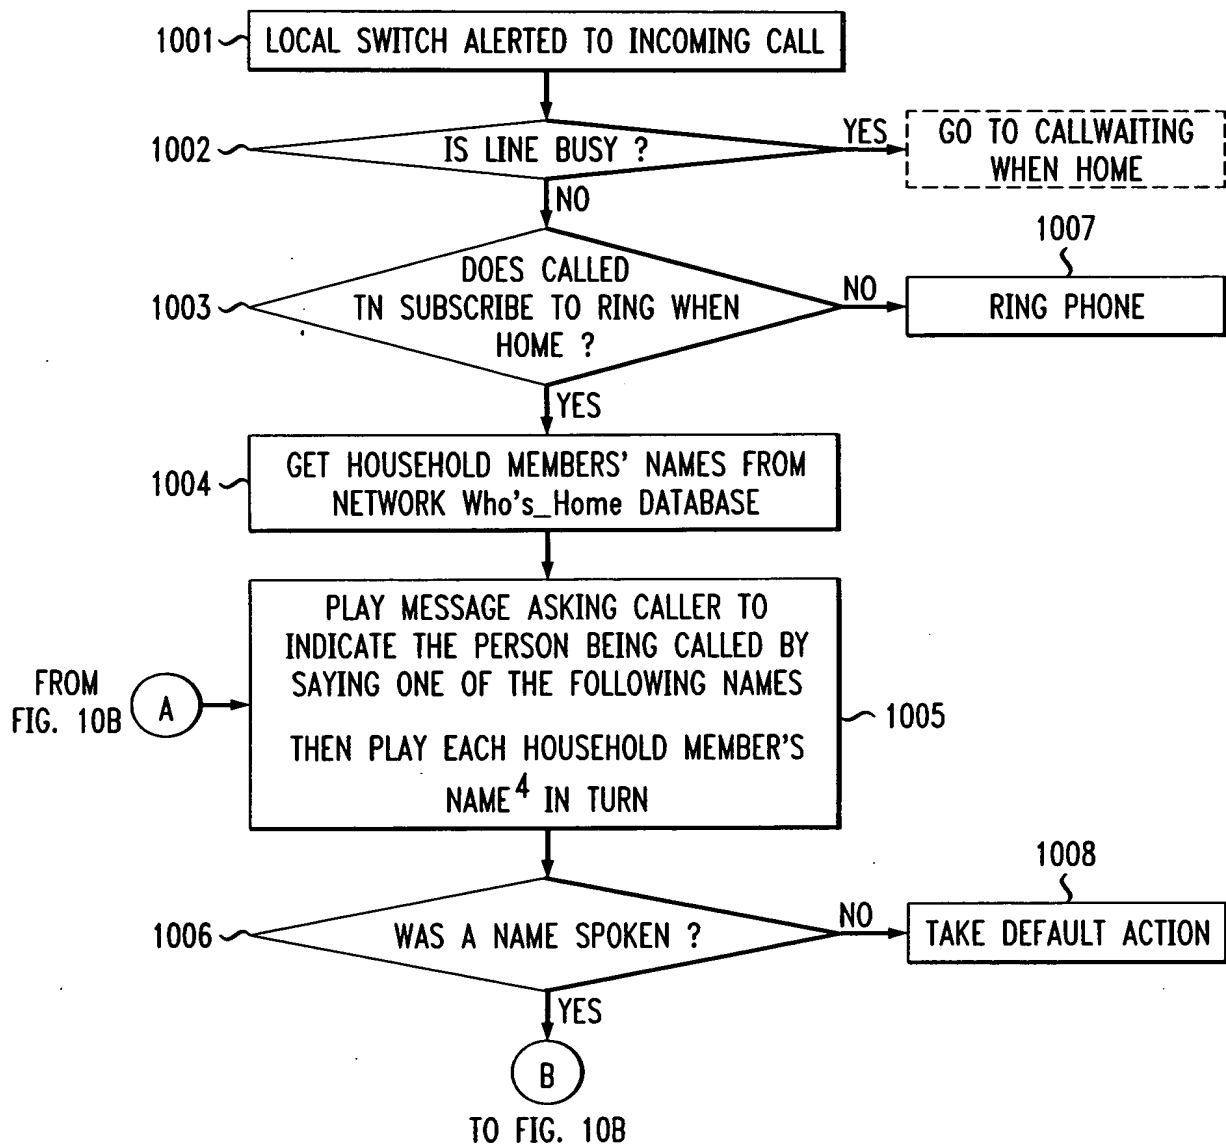 1001
LOCAL SWITCH ALERTED TO INCOMING CALL
1002
IS LINE BUSY ?
YES
GO TO CALLWAITING
WHEN HOME
NO
1003
DOES CALLED
TN SUBSCRIBE TO RING WHEN
HOME ?
NO
1007
RING PHONE
YES
1004
GET HOUSEHOLD MEMBERS' NAMES FROM
NETWORK Who's_Home DATABASE
FROM
FIG. 10B
A
PLAY MESSAGE ASKING CALLER TO
INDICATE THE PERSON BEING CALLED BY
SAYING ONE OF THE FOLLOWING NAMES
THEN PLAY EACH HOUSEHOLD MEMBER'S
NAME⁴ IN TURN
1005
1006
WAS A NAME SPOKEN ?
NO
1008
TAKE DEFAULT ACTION
YES
B
TO FIG. 10B